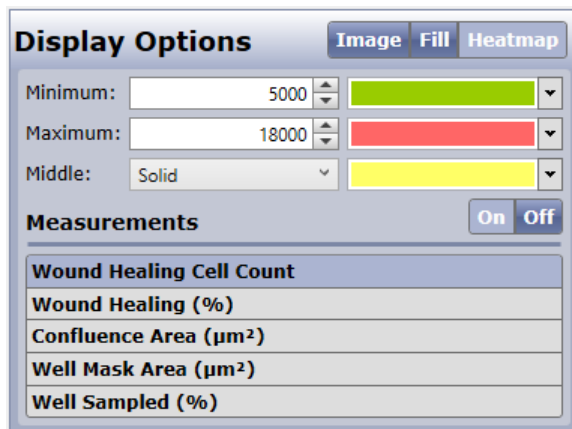 Display Options Image Fill Heatmap
Minimum: 5000
Maximum: 18000
Middle: Solid
Measurements On Off
Wound Healing Cell Count
Wound Healing (%)
Confluence Area (µm²)
Well Mask Area (µm²)
Well Sampled (%)